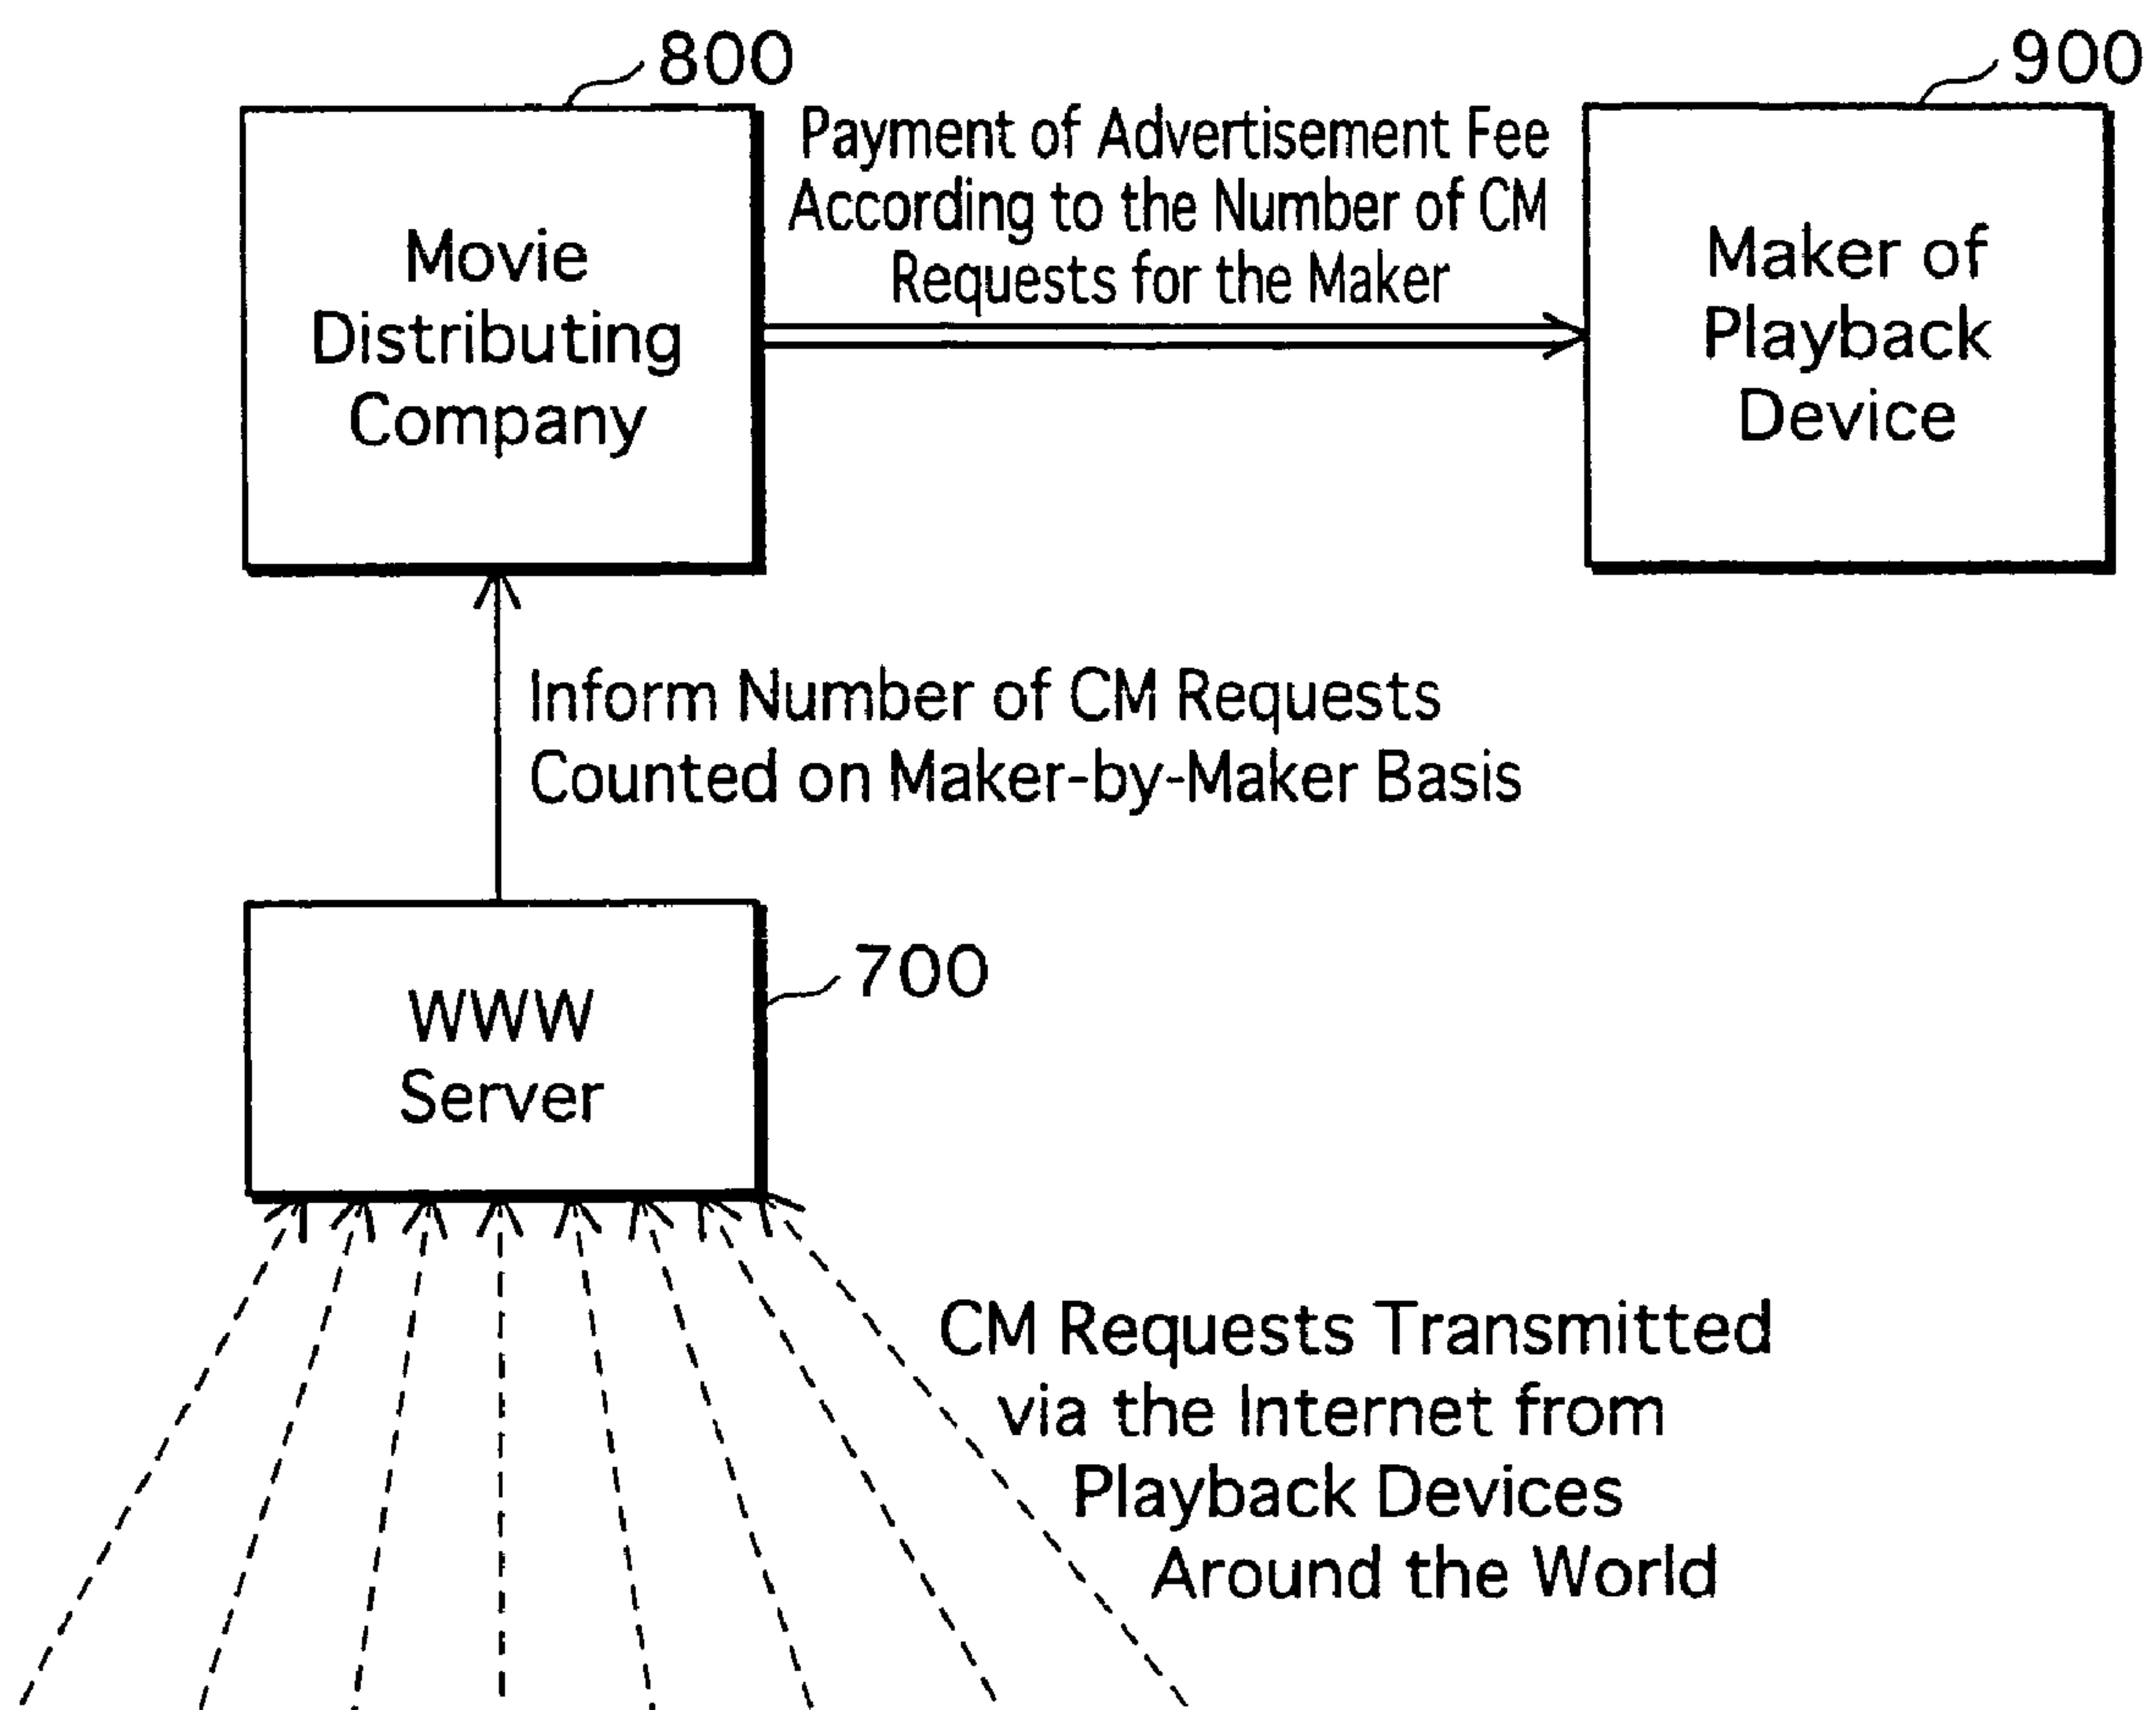 800
900
Payment of Advertisement Fee
According to the Number of CM
Requests for the Maker
Movie
Distributing
Company
Maker of
Playback
Device
Inform Number of CM Requests
Counted on Maker-by-Maker Basis
700
WWW
Server
CM Requests Transmitted
via the Internet from
Playback Devices
Around the World